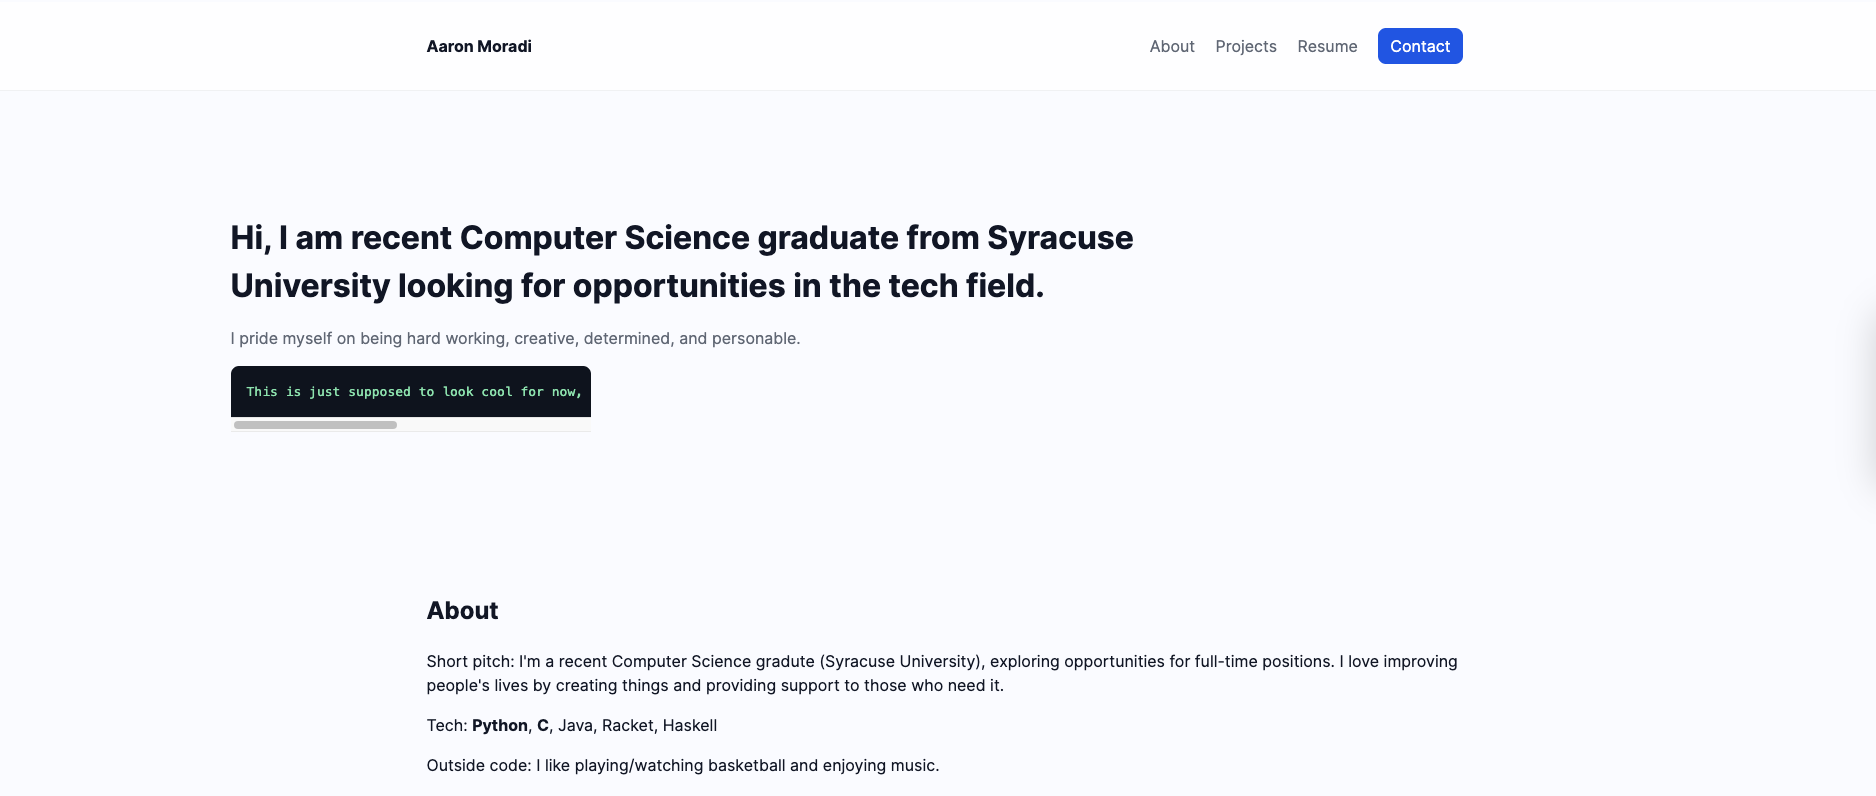 Aaron Moradi
About Projects Resume Contact
Hi, I am recent Computer Science graduate from Syracuse
University looking for opportunities in the tech field.
I pride myself on being hard working, creative, determined, and personable.
This is just supposed to look cool for now,
About
Short pitch: I'm a recent Computer Science gradute (Syracuse University), exploring opportunities for full-time positions. I love improving
people's lives by creating things and providing support to those who need it.
Tech: Python, C, Java, Racket, Haskell
Outside code: I like playing/watching basketball and enjoying music.